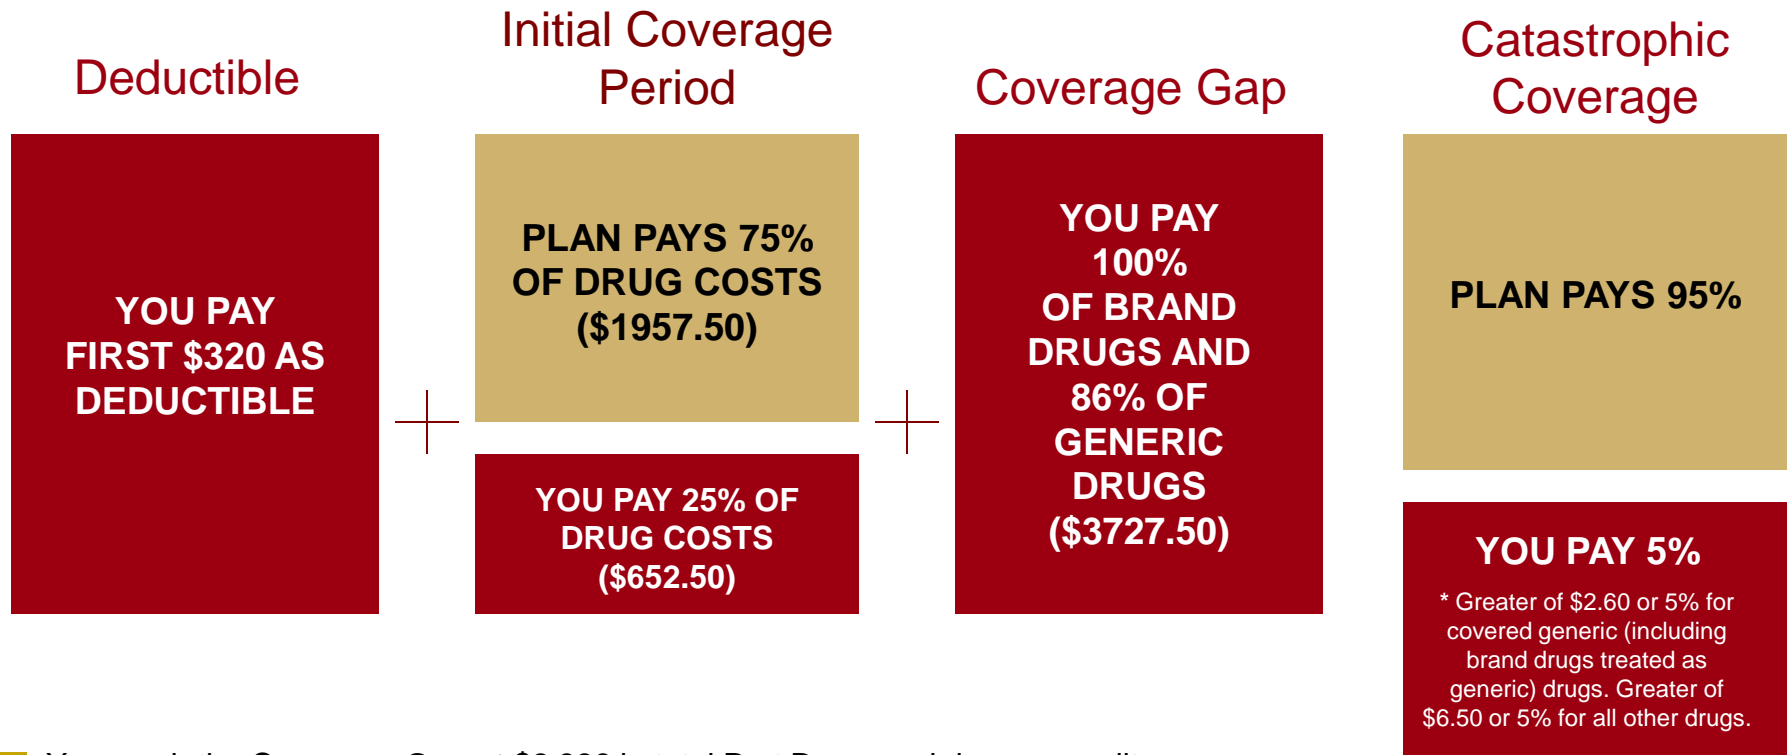 Deductible
Initial Coverage
Period
Coverage Gap
Catastrophic
Coverage
YOU PAY
FIRST $320 AS
DEDUCTIBLE
PLAN PAYS 75%
OF DRUG COSTS
($1957.50)
YOU PAY 25% OF
DRUG COSTS
($652.50)
YOU PAY
100%
OF BRAND
DRUGS AND
86% OF
GENERIC
DRUGS
($3727.50)
PLAN PAYS 95%
YOU PAY 5%
* Greater of $2.60 or 5% for
covered generic (including
brand drugs treated as
generic) drugs. Greater of
$6.50 or 5% for all other drugs.